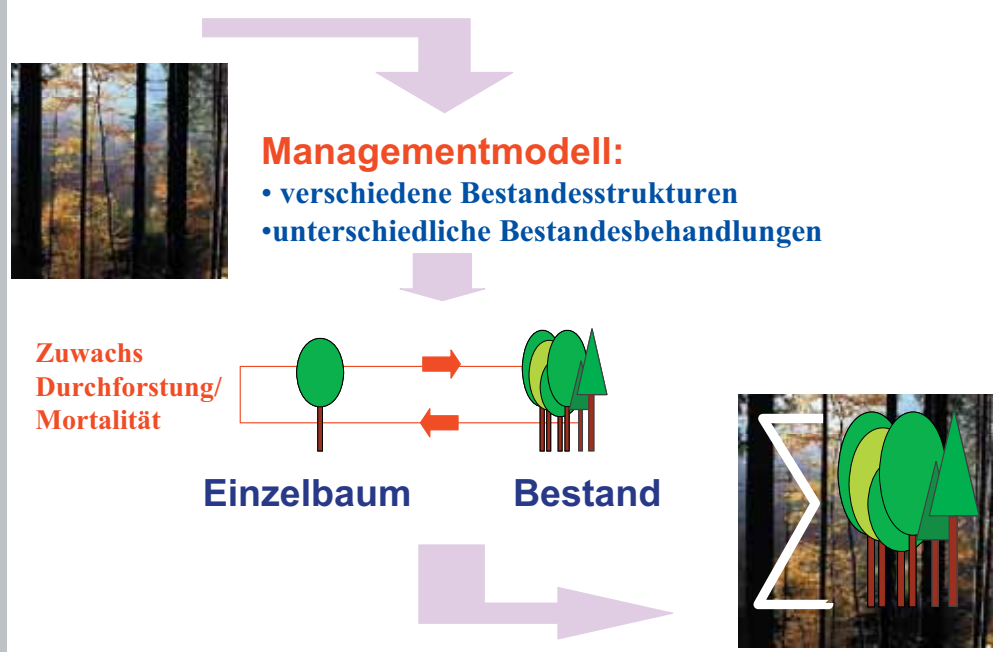 Managementmodell:
• verschiedene Bestandesstrukturen
•unterschiedliche Bestandesbehandlungen
Zuwachs
Durchforstung/
Mortalität
Einzelbaum
Bestand
Σ